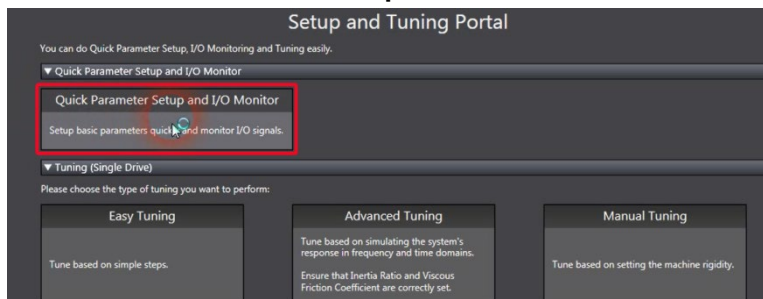 Setup and Tuning Portal
You can do Quick Parameter Setup, I/O Monitoring and Tuning easily.
▼ Quick Parameter Setup and I/O Monitor
Quick Parameter Setup and I/O Monitor
Setup basic parameters quickly and monitor I/O signals.
▼ Tuning (Single Drive)
Please choose the type of tuning you want to perform:
Easy Tuning
Tune based on simple steps.
Advanced Tuning
Tune based on simulating the system's
response in frequency and time domains.
Ensure that Inertia Ratio and Viscous
Friction Coefficient are correctly set.
Manual Tuning
Tune based on setting the machine rigidity.